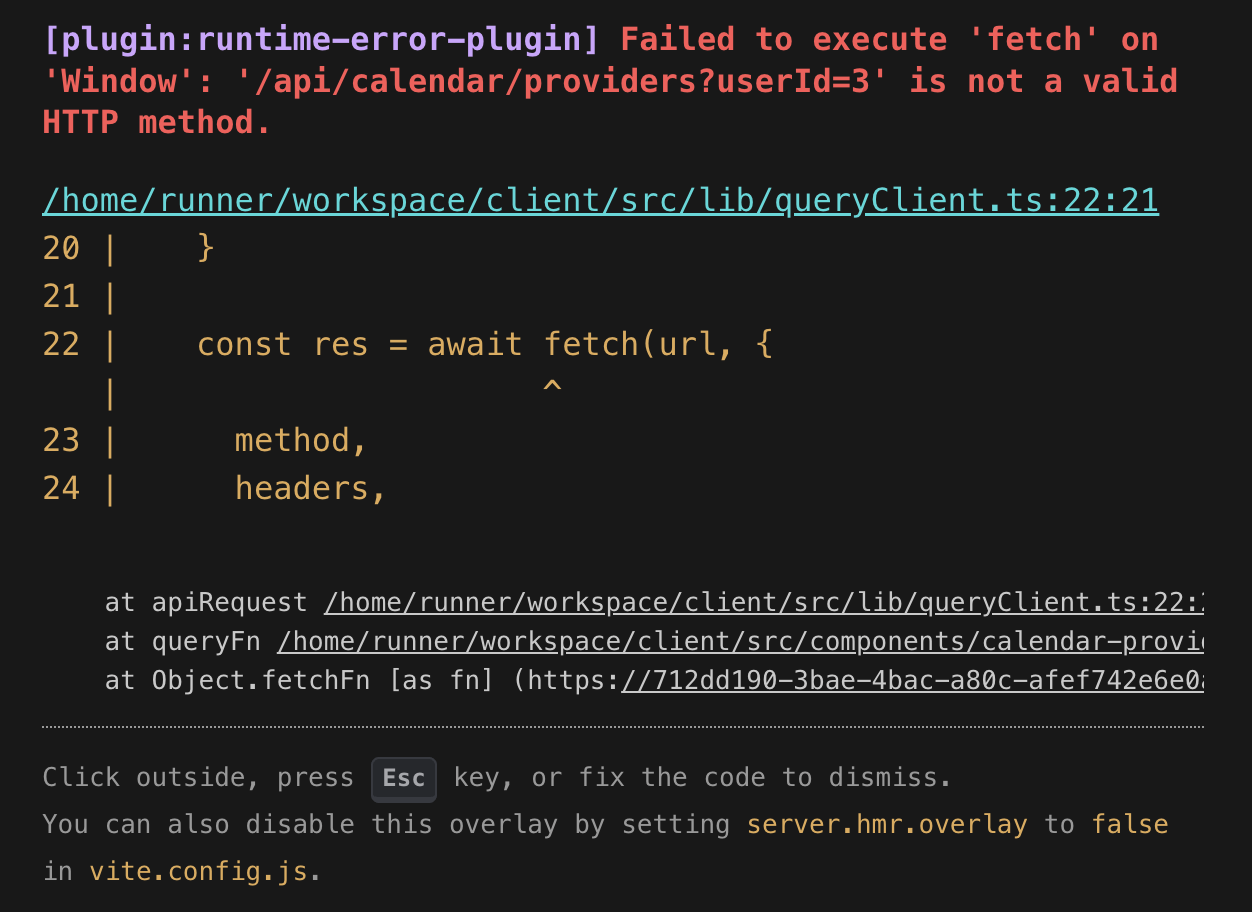 [plugin:runtime-error-plugin] Failed to execute 'fetch' on
'Window': '/api/calendar/providers?userId=3' is not a valid
HTTP method.
/home/runner/workspace/client/src/lib/queryClient.ts:22:21
20 |    }
21 |
22 |    const res = await fetch(url, {
   |                      ^
23 |      method,
24 |      headers,
at apiRequest /home/runner/workspace/client/src/lib/queryClient.ts:22:
at queryFn /home/runner/workspace/client/src/components/calendar-provi
at Object.fetchFn [as fn] (https://712dd190-3bae-4bac-a80c-afef742e6e0
Click outside, press Esc key, or fix the code to dismiss.
You can also disable this overlay by setting server.hmr.overlay to false
in vite.config.js.